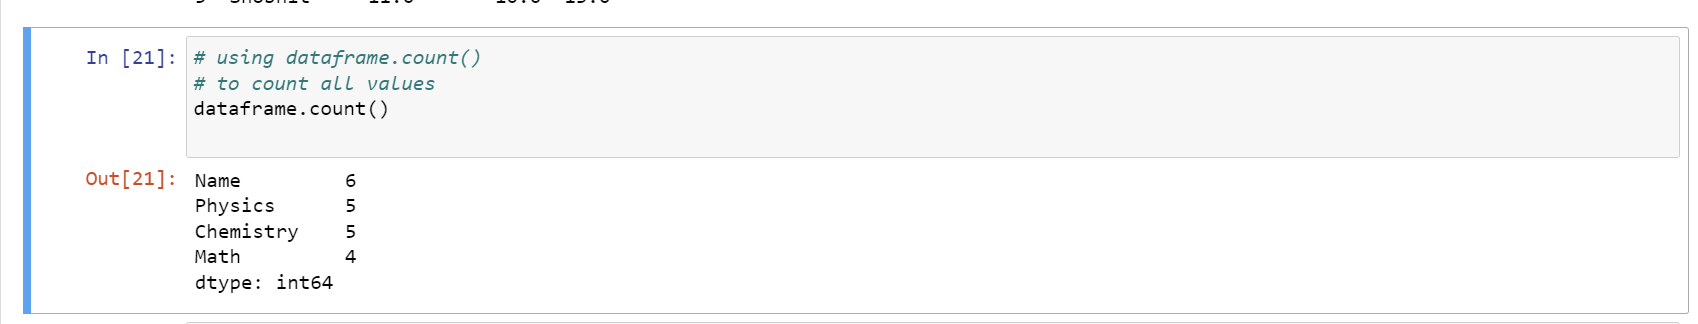 In [21]: # using dataframe.count()
# to count all values
dataframe.count()
Out[21]: Name 6
Physics 5
Chemistry 5
Math 4
dtype: int64